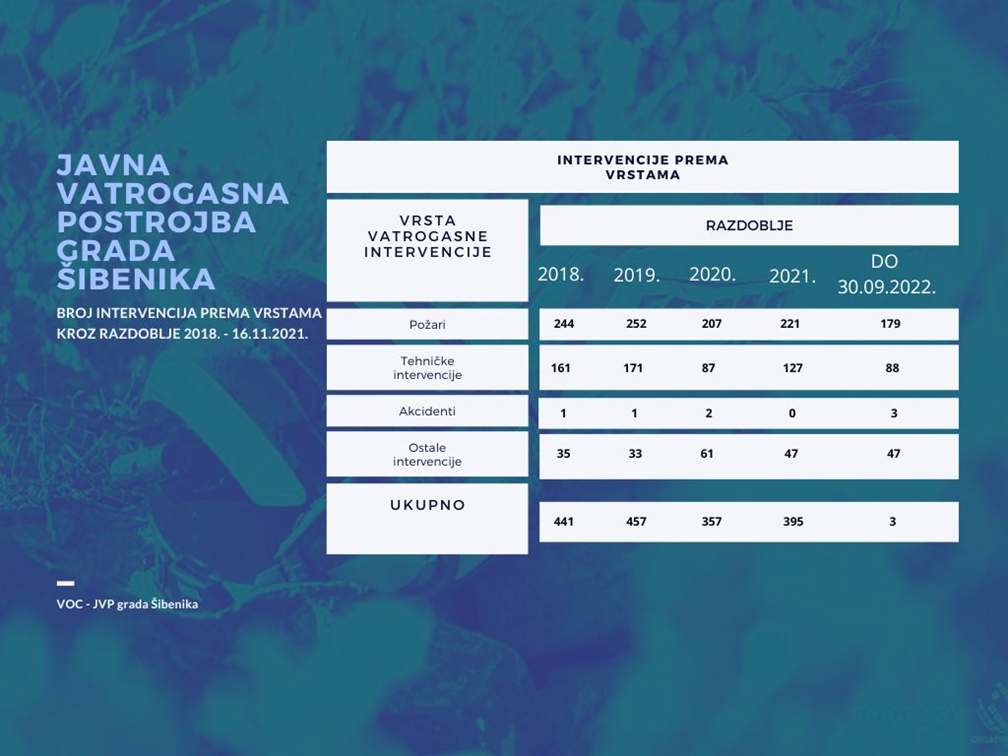 JAVNA
VATROGASNA
POSTROJBA
GRADA
ŠIBENIKA
BROJ INTERVENCIJA PREMA VRSTAMA
KROZ RAZDOBLJE 2018. - 16.11.2021.
INTERVENCIJE PREMA
VRSTAMA
VRSTA
VATROGASNE
INTERVENCIJE
RAZDOBLJE
2018. 2019. 2020. 2021. DO
30.09.2022.
Požari 244 252 207 221 179
Tehničke
intervencije 161 171 87 127 88
Akcidenti 1 1 2 0 3
Ostale
intervencije 35 33 61 47 47
UKUPNO 441 457 357 395 3
VOC - JVP grada Šibenika